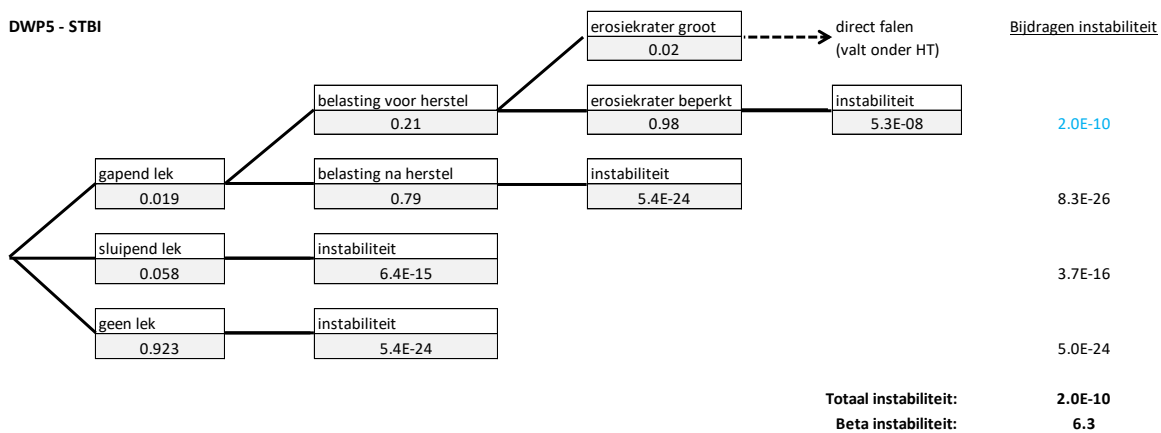 DWP5 - STBI
erosiekrater groot
direct falen
Bijdragen instabiliteit
0.02
(valt onder HT)
belasting voor herstel
erosiekrater beperkt
instabiliteit
0.21
0.98
5.3E-08
2.0E-10
gapend lek
belasting na herstel
instabiliteit
0.019
0.79
5.4E-24
8.3E-26
sluipend lek
instabiliteit
0.058
6.4E-15
3.7E-16
geen lek
instabiliteit
0.923
5.4E-24
5.0E-24
Totaal instabiliteit:
2.0E-10
Beta instabiliteit:
6.3